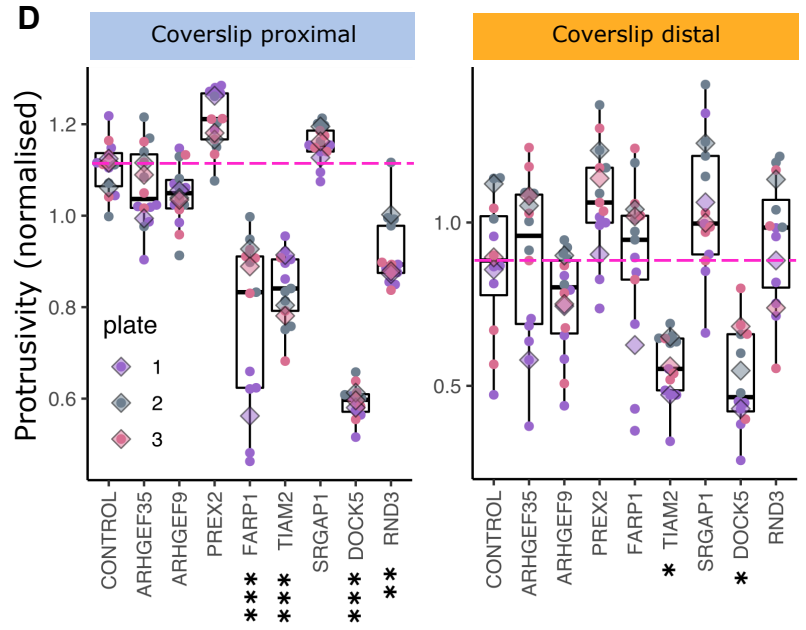 D
Coverslip proximal
Coverslip distal
Protrusivity (normalised)
1.2
1.0
0.8
0.6
1.0
0.5
plate
1
2
3
CONTROL
ARHGEF35
ARHGEF9
PREX2
FARP1 ***
TIAM2 ***
SRGAP1
DOCK5 ***
RND3 **
CONTROL
ARHGEF35
ARHGEF9
PREX2
FARP1
TIAM2 *
SRGAP1
DOCK5 *
RND3